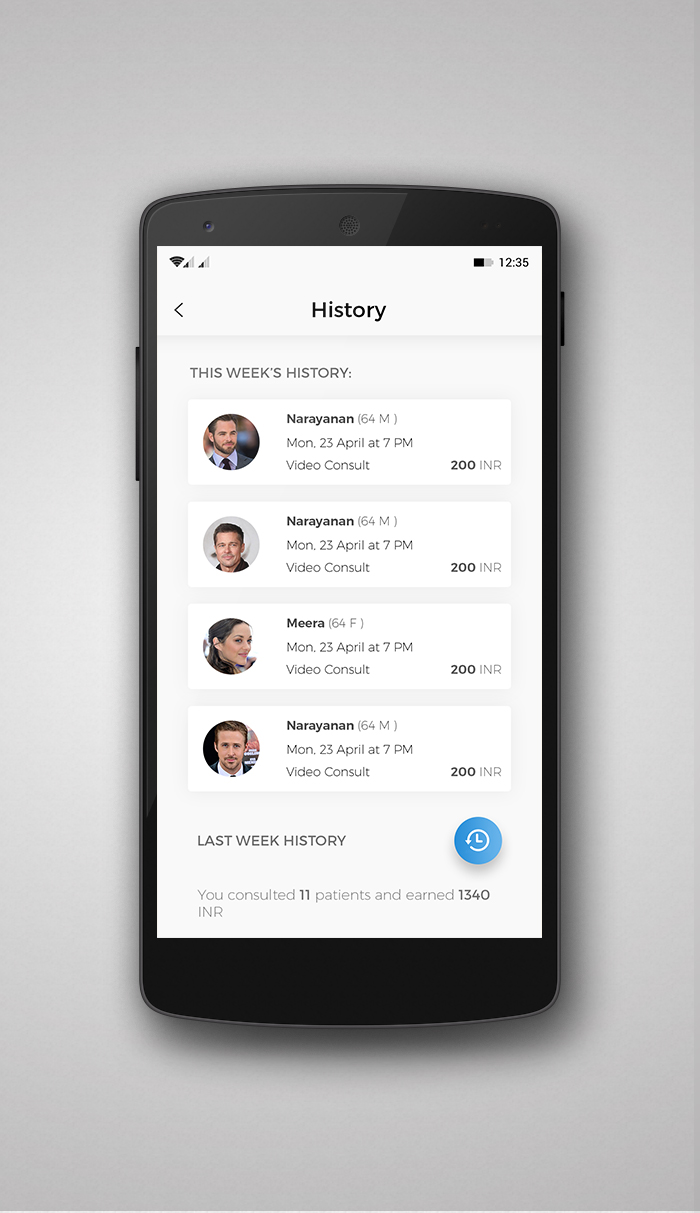 12:35
History
THIS WEEK'S HISTORY:
Narayanan (64 M )
Mon, 23 April at 7 PM
Video Consult 200 INR
Narayanan (64 M )
Mon, 23 April at 7 PM
Video Consult 200 INR
Meera (64 F )
Mon, 23 April at 7 PM
Video Consult 200 INR
Narayanan (64 M )
Mon, 23 April at 7 PM
Video Consult 200 INR
LAST WEEK HISTORY
You consulted 11 patients and earned 1340
INR